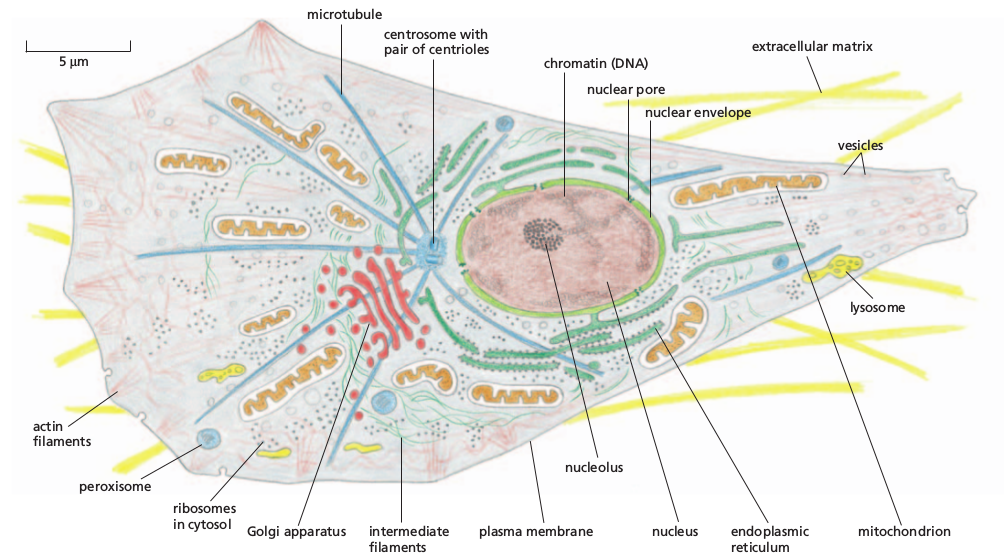 microtubule
centrosome with
pair of centrioles
extracellular matrix
5 μm
chromatin (DNA)
nuclear pore
nuclear envelope
vesicles
lysosome
actin
filaments
peroxisome
ribosomes
in cytosol
Golgi apparatus
intermediate
filaments
plasma membrane
nucleolus
nucleus
endoplasmic
reticulum
mitochondrion